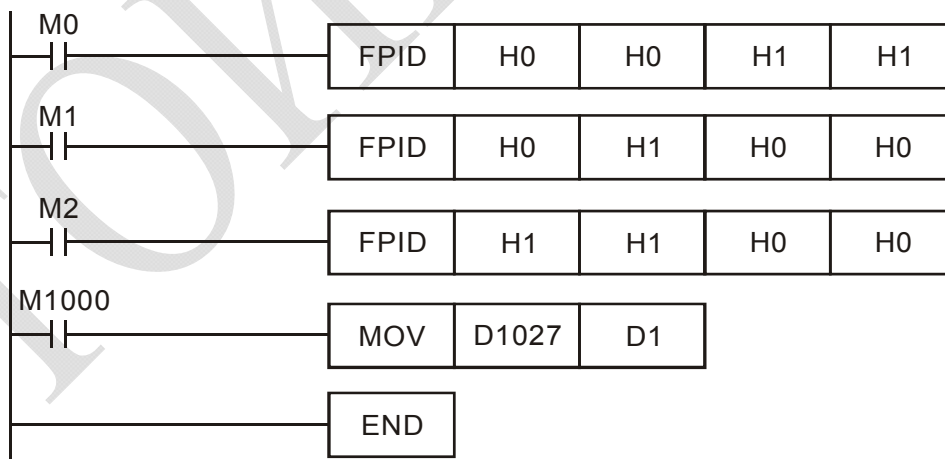 M0
FPID H0 H0 H1 H1
M1
FPID H0 H1 H0 H0
M2
FPID H1 H1 H0 H0
M1000
MOV D1027 D1
END